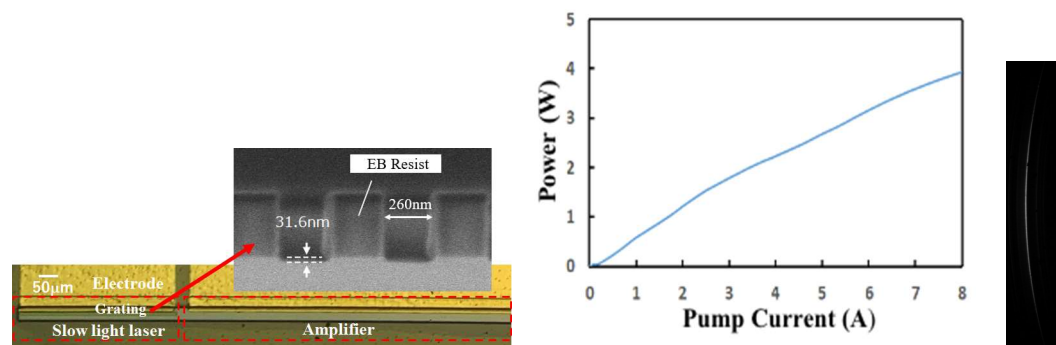 EB Resist
260nm
31.6nm
50μm
Electrode
Grating
Slow light laser
Amplifier
5
4
3
2
1
0
Power (W)
0 1 2 3 4 5 6 7 8
Pump Current (A)